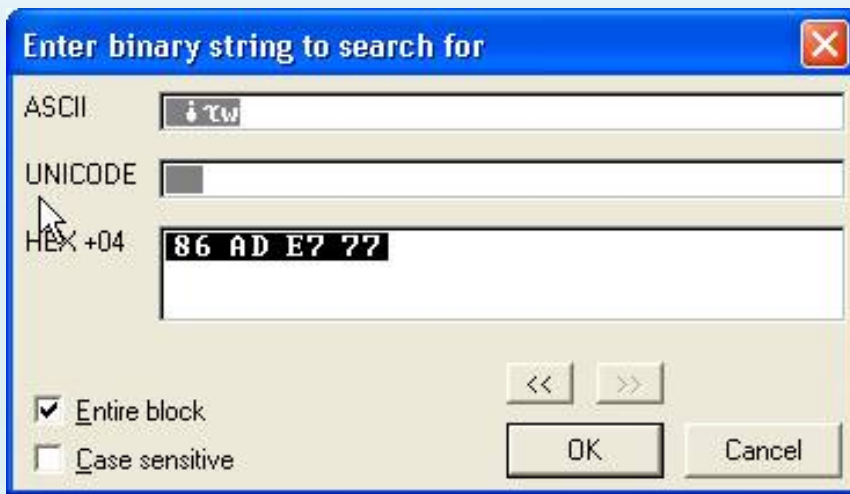 Enter binary string to search for
ASCII
UNICODE
HEX +04
86 AD E7 77
<<
>>
Entire block
Case sensitive
OK
Cancel